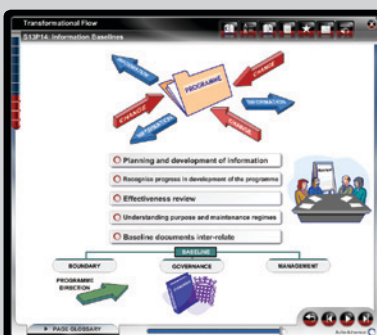 Transformational Flow
S13P14: Information Baselines
INFORMATION
CHANGE
PROGRAMME
CHANGE
INFORMATION
INFORMATION
CHANGE
Planning and development of information
Recognise progress in development of the programme
Effectiveness review
Understanding purpose and maintenance regimes
Baseline documents inter-relate
BASELINE
BOUNDARY
GOVERNANCE
MANAGEMENT
PROGRAMME
DIRECTION
PAGE GLOSSARY